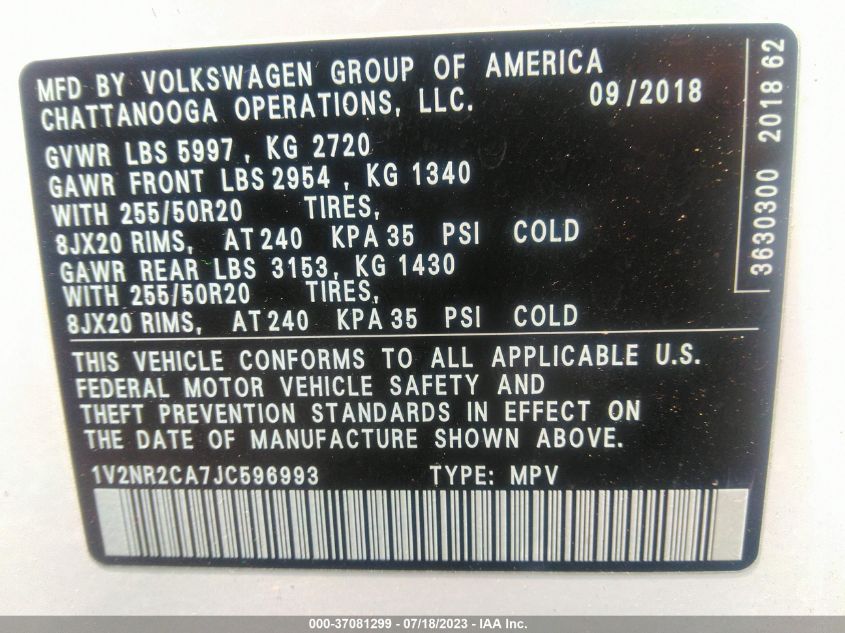 MFD BY VOLKSWAGEN GROUP OF AMERICA
CHATTANOOGA OPERATIONS, LLC. 09/2018
GVWR LBS 5997 , KG 2720
GAWR FRONT LBS 2954 , KG 1340
WITH 255/50R20 TIRES,
8JX20 RIMS, AT 240 KPA 35 PSI COLD
GAWR REAR LBS 3153, KG 1430
WITH 255/50R20 TIRES,
8JX20 RIMS, AT 240 KPA 35 PSI COLD
3630300 2018 62
THIS VEHICLE CONFORMS TO ALL APPLICABLE U.S.
FEDERAL MOTOR VEHICLE SAFETY AND
THEFT PREVENTION STANDARDS IN EFFECT ON
THE DATE OF MANUFACTURE SHOWN ABOVE.
1V2NR2CA7JC596993 TYPE: MPV
000-37081299 - 07/18/2023 - IAA Inc.